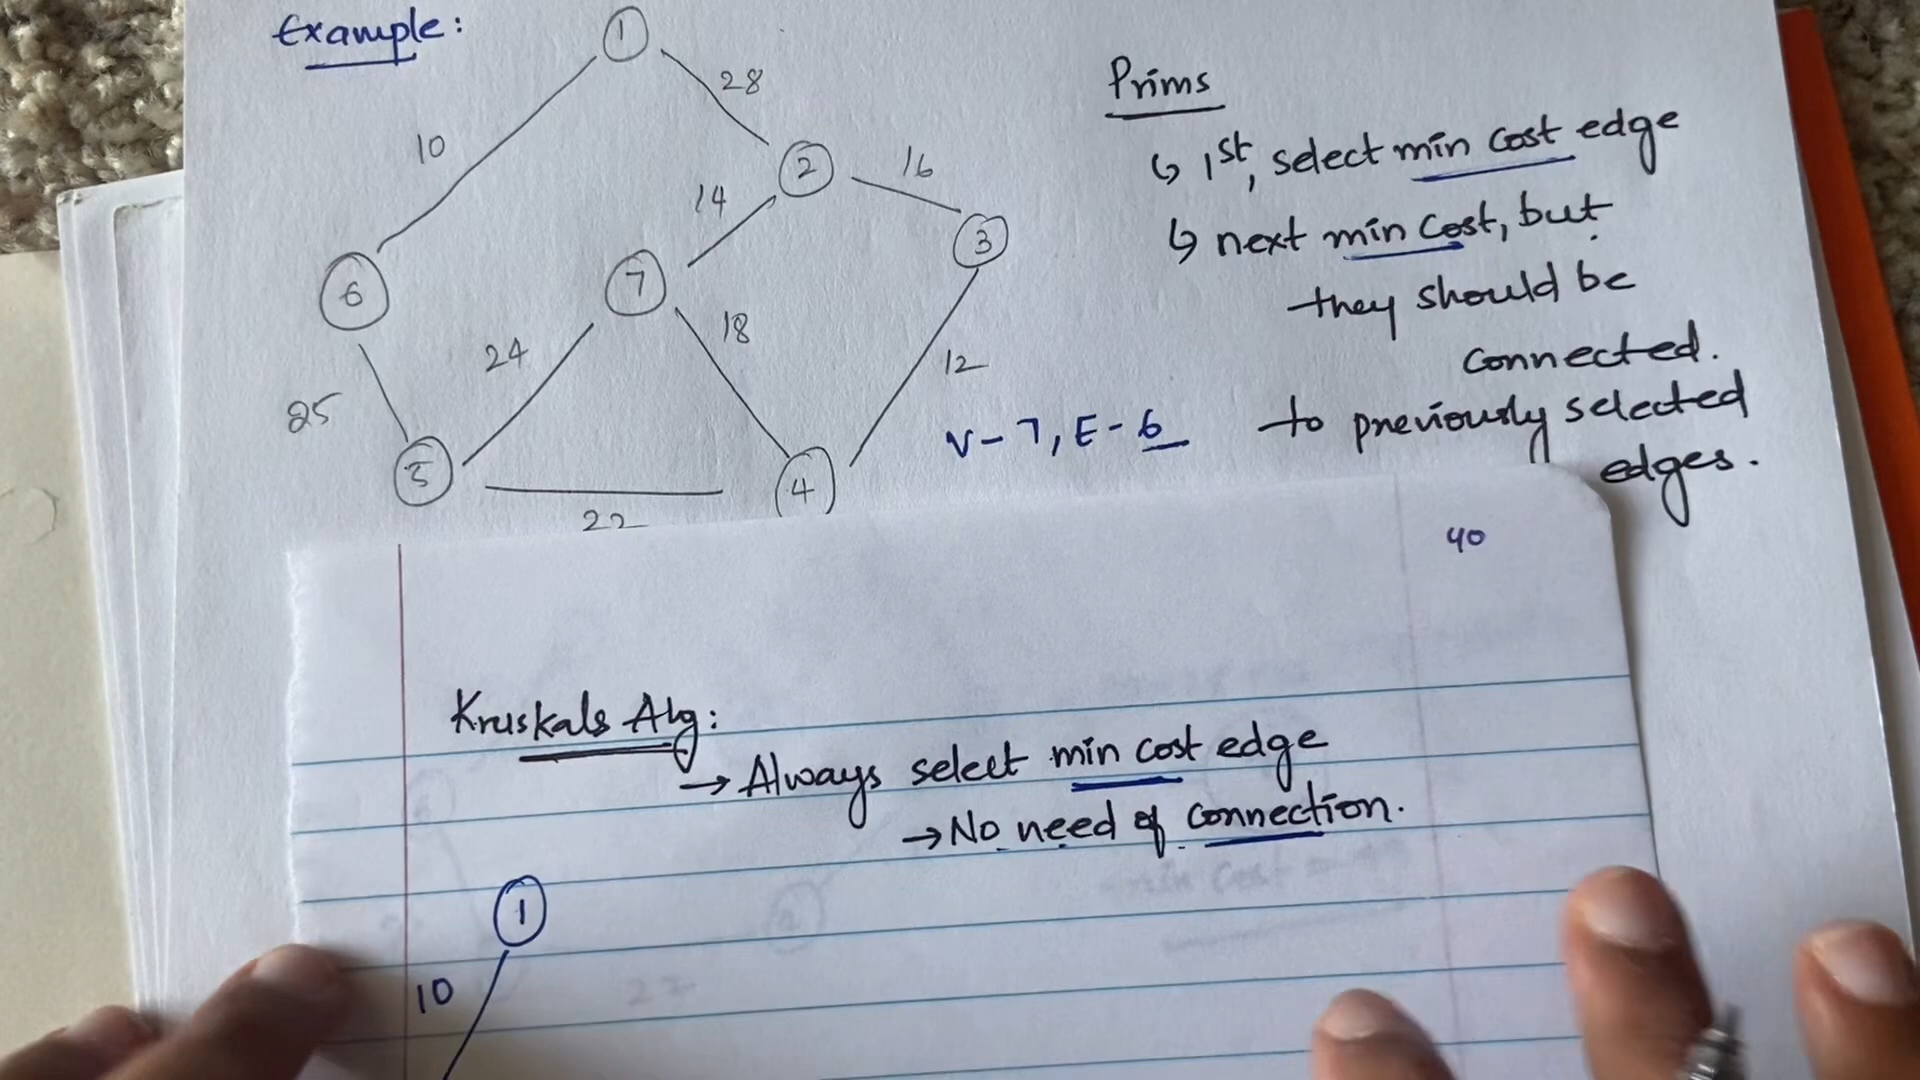 Example:
1
28
10
2
16
14
3
7
6
18
24
12
25
5
4
22
V-7, E-6
Prims
↳ 1st, select min cost edge
↳ next min cost, but
they should be
connected.
to previously selected
edges.
40
Kruskals Alg:
→ Always select min cost edge
→ No need of connection.
1
10